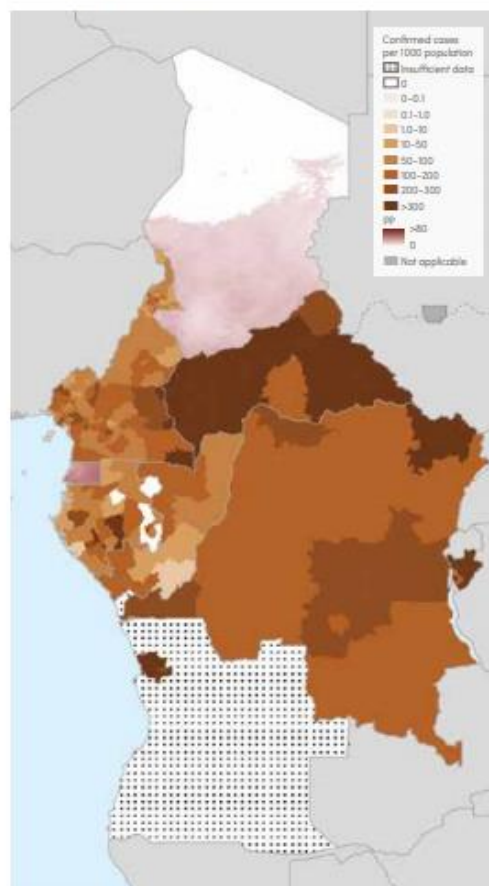 Confirmed cases
per 1000 population
Insufficient data
0
0–0.1
0.1–1.0
1.0–10
10–50
50–100
100–200
200–300
>300
PP
>80
0
Not applicable